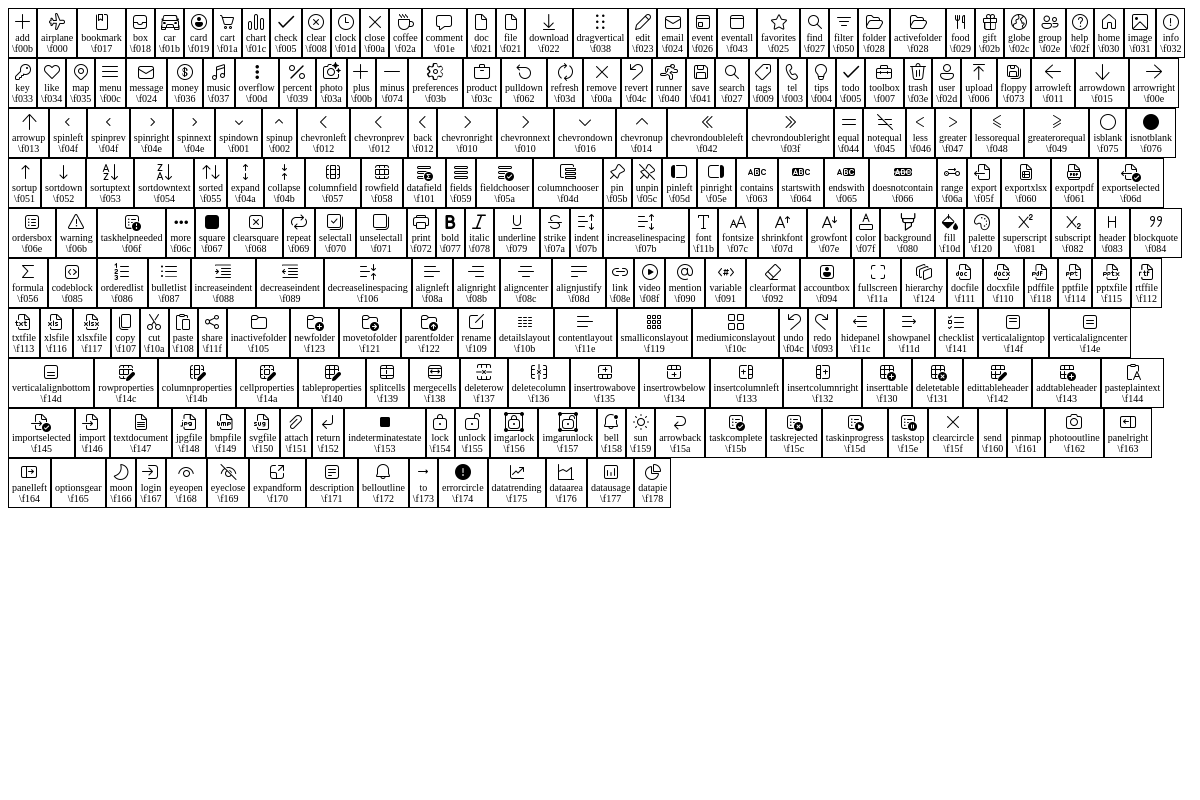 add airplane bookmark box car card cart chart check clear clock close coffee comment doc file download dragvertical edit email event eventall favorites find filter folder activefolder food gift globe group help home image info
\f00b \f000 \f017 \f018 \f01b \f019 \f01a \f01c \f005 \f008 \f01d \f00a \f02a \f01e \f021 \f021 \f022 \f038 \f023 \f024 \f026 \f043 \f025 \f027 \f050 \f028 \f028 \f029 \f02b \f02c \f02e \f02f \f030 \f031 \f032
key like map menu message money music overflow percent photo plus minus preferences product pulldown refresh remove revert runner save search tags tel tips todo toolbox trash user upload floppy arrowleft arrowdown arrowright
\f033 \f034 \f035 \f00c \f024 \f036 \f037 \f00d \f039 \f03a \f00b \f074 \f03b \f03c \f062 \f03d \f00a \f04c \f040 \f041 \f027 \f009 \f003 \f004 \f005 \f007 \f03e \f02d \f006 \f073 \f011 \f015 \f00e
arrowup spinleft spinprev spinright spinnext spindown spinup chevronleft chevronprev back chevronright chevronnext chevrondown chevronup chevrondoubleleft chevrondoubleright equal notequal less greater lessorequal greaterorequal isblank isnotblank
\f013 \f04f \f04f \f04e \f04e \f001 \f002 \f012 \f012 \f012 \f010 \f010 \f016 \f014 \f042 \f03f \f044 \f045 \f046 \f047 \f048 \f049 \f075 \f076
sortup sortdown sortuptext sortdowntext sorted expand collapse columnfield rowfield datafield fields fieldchooser columnchooser pin unpin pinleft pinright contains startswith endswith doesnotcontain range export exportxlsx exportpdf exportselected
\f051 \f052 \f053 \f054 \f055 \f04a \f04b \f057 \f058 \f101 \f059 \f05a \f04d \f05b \f05c \f05d \f05e \f063 \f064 \f065 \f066 \f06a \f05f \f060 \f061 \f06d
ordersbox warning taskhelpneeded more square clearsquare repeat selectall unselectall print bold italic underline strike indent increaselinespacing font fontsize shrinkfont growfont color background fill palette superscript subscript header blockquote
\f06e \f06b \f06f \f06c \f067 \f068 \f069 \f070 \f071 \f072 \f077 \f078 \f079 \f07a \f07b \f07b \f11b \f07c \f07d \f07e \f07f \f080 \f10d \f120 \f081 \f082 \f083 \f084
formula codeblock orderedlist bulletlist increaseindent decreaseindent decreaselinespacing alignleft alignright aligncenter alignjustify link video mention variable clearformat accountbox fullscreen hierarchy docfile docxfile pdffile pptfile pptxfile rtffile
\f056 \f085 \f086 \f087 \f088 \f089 \f106 \f08a \f08b \f08c \f08d \f08e \f08f \f090 \f091 \f092 \f094 \f11a \f124 \f111 \f110 \f118 \f114 \f115 \f112
txtfile xlsfile xlsxfile copy cut paste share inactivefolder newfolder movetofolder parentfolder rename detailslayout contentlayout smalliconslayout mediumiconslayout undo redo hidepanel showpanel checklist verticalaligntop verticalaligncenter
\f113 \f116 \f117 \f107 \f10a \f108 \f11f \f105 \f123 \f121 \f122 \f109 \f10b \f11e \f119 \f10c \f04c \f093 \f11c \f11d \f141 \f14f \f14e
verticalalignbottom rowproperties columnproperties cellproperties tableproperties splitcells mergecells deleterow deletecolumn insertrowabove insertrowbelow insertcolumnleft insertcolumnright inserttable deletetable edittableheader addtableheader pasteplaintext
\f14d \f14c \f14b \f14a \f140 \f139 \f138 \f137 \f136 \f135 \f134 \f133 \f132 \f130 \f131 \f142 \f143 \f144
importselected import textdocument jpgfile bmpfile svgfile attach return indeterminatestate lock unlock imgarlock imgarunlock bell sun arrowback taskcomplete taskrejected taskinprogress taskstop clearcircle send pinmap photooutline panelright
\f145 \f146 \f147 \f148 \f149 \f150 \f151 \f152 \f153 \f154 \f155 \f156 \f157 \f158 \f159 \f15a \f15b \f15c \f15d \f15e \f15f \f160 \f161 \f162 \f163
panelleft optionsgear moon login eyeopen eyeclose expandform description belloutline to errorcircle datatrending dataarea datausage datapie
\f164 \f165 \f166 \f167 \f168 \f169 \f170 \f171 \f172 \f173 \f174 \f175 \f176 \f177 \f178